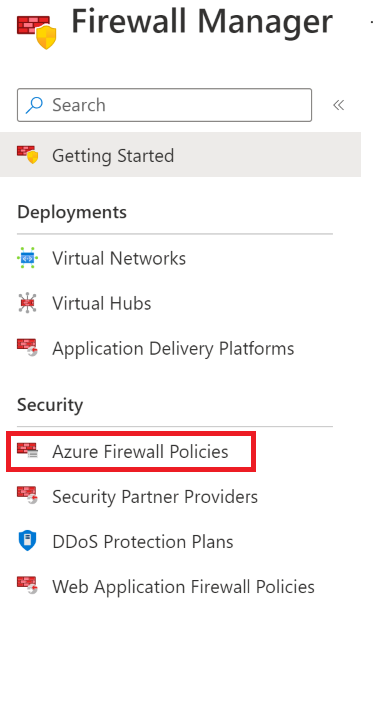 Firewall Manager
Search
Getting Started
Deployments
Virtual Networks
Virtual Hubs
Application Delivery Platforms
Security
Azure Firewall Policies
Security Partner Providers
DDoS Protection Plans
Web Application Firewall Policies